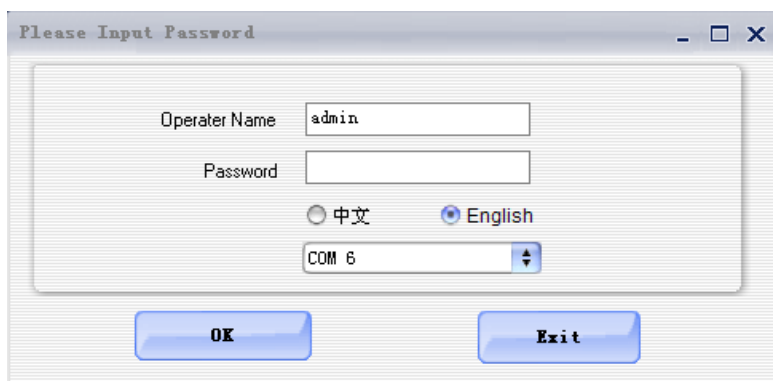 Please Input Password
Operater Name admin
Password
中文 English
COM 6
OK Exit